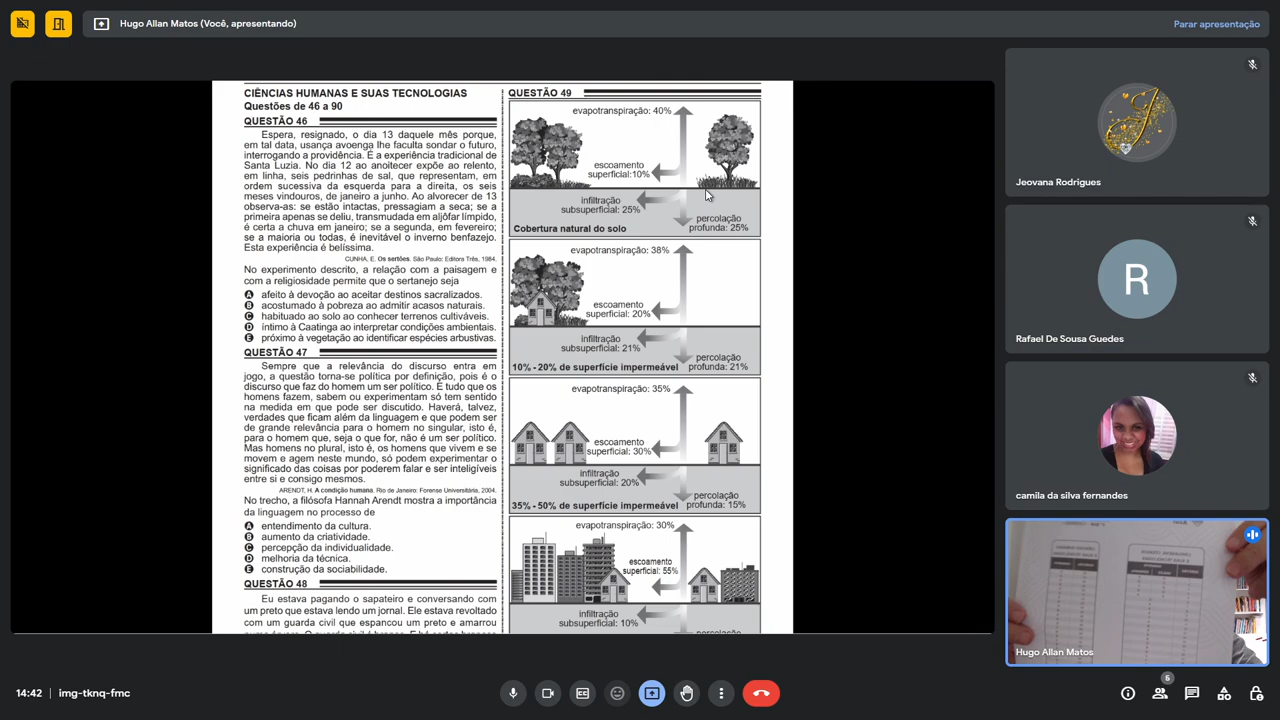 Hugo Allan Matos (Você, apresentando)
Parar apresentação
CIÊNCIAS HUMANAS E SUAS TECNOLOGIAS
Questões de 46 a 90
QUESTÃO 46
Espera, resignado, o dia 13 daquele mês porque,
em tal data, usança avoenga lhe faculta sondar o futuro,
interrogando a providência. É a experiência tradicional de
Santa Luzia. No dia 12 ao anoitecer expõe ao relento,
em linha, seis pedrinhas de sal, que representam, em
ordem sucessiva da esquerda para a direita, os seis
meses vindouros, de janeiro a junho. Ao alvorecer de 13
observa-as: se estão intactas, pressagiam a seca; se a
primeira apenas se deliu, transmudada em aljôfar límpido,
é certa a chuva em janeiro; se a segunda, em fevereiro;
se a maioria ou todas, é inevitável o inverno benfazejo.
Esta experiência é belíssima.
CUNHA, E. Os sertões. São Paulo: Editora Três, 1984.
No experimento descrito, a relação com a paisagem e
com a religiosidade permite que o sertanejo seja
A afeito à devoção ao aceitar destinos sacralizados.
B acostumado à pobreza ao admitir acasos naturais.
C habituado ao solo ao conhecer terrenos cultiváveis.
D íntimo à Caatinga ao interpretar condições ambientais.
E próximo à vegetação ao identificar espécies arbustivas.
QUESTÃO 47
Sempre que a relevância do discurso entra em
jogo, a questão torna-se política por definição, pois é o
discurso que faz do homem um ser político. E tudo que os
homens fazem, sabem ou experimentam só tem sentido
na medida em que pode ser discutido. Haverá, talvez,
verdades que ficam além da linguagem e que podem ser
de grande relevância para o homem no singular, isto é,
para o homem que, seja o que for, não é um ser político.
Mas homens no plural, isto é, os homens que vivem e se
movem e agem neste mundo, só podem experimentar o
significado das coisas por poderem falar e ser inteligíveis
entre si e consigo mesmos.
ARENDT, H. A condição humana. Rio de Janeiro: Forense Universitária, 2004.
No trecho, a filósofa Hannah Arendt mostra a importância
da linguagem no processo de
A entendimento da cultura.
B aumento da criatividade.
C percepção da individualidade.
D melhoria da técnica.
E construção da sociabilidade.
QUESTÃO 48
Eu estava pagando o sapateiro e conversando com
um preto que estava lendo um jornal. Ele estava revoltado
com um guarda civil que espancou um preto e amarrou
QUESTÃO 49
evapotranspiração: 40%
escoamento
superficial:10%
infiltração
subsuperficial: 25%
percolação
profunda: 25%
Cobertura natural do solo
evapotranspiração: 38%
escoamento
superficial: 20%
infiltração
subsuperficial: 21%
percolação
profunda: 21%
10% - 20% de superfície impermeável
evapotranspiração: 35%
escoamento
superficial: 30%
infiltração
subsuperficial: 20%
percolação
profunda: 15%
35% - 50% de superfície impermeável
evapotranspiração: 30%
escoamento
superficial: 55%
infiltração
subsuperficial: 10%
Jeovana Rodrigues
R
Rafael De Sousa Guedes
camila da silva fernandes
Hugo Allan Matos
14:42
img-tknq-fmc